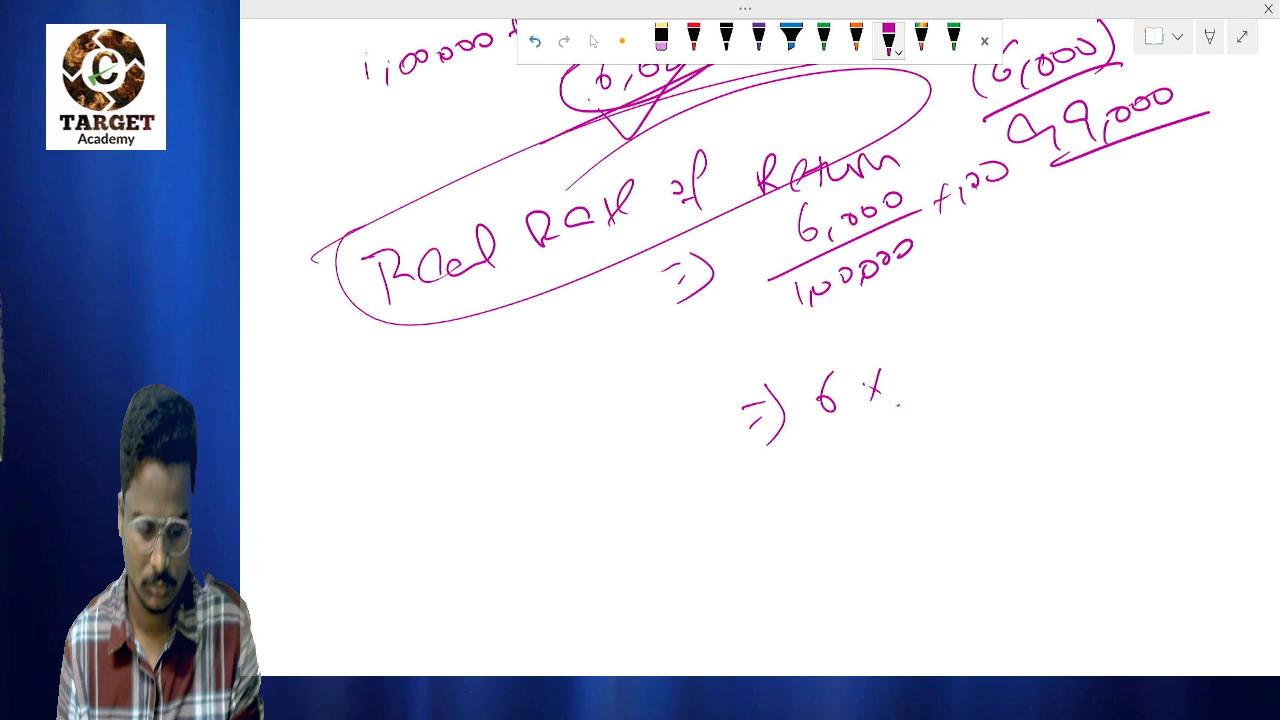 TARGET
Academy
1,00,000
(6,000)
99,000
Real Rate of Return
=) 6,000
1,00,000
=) 6 %